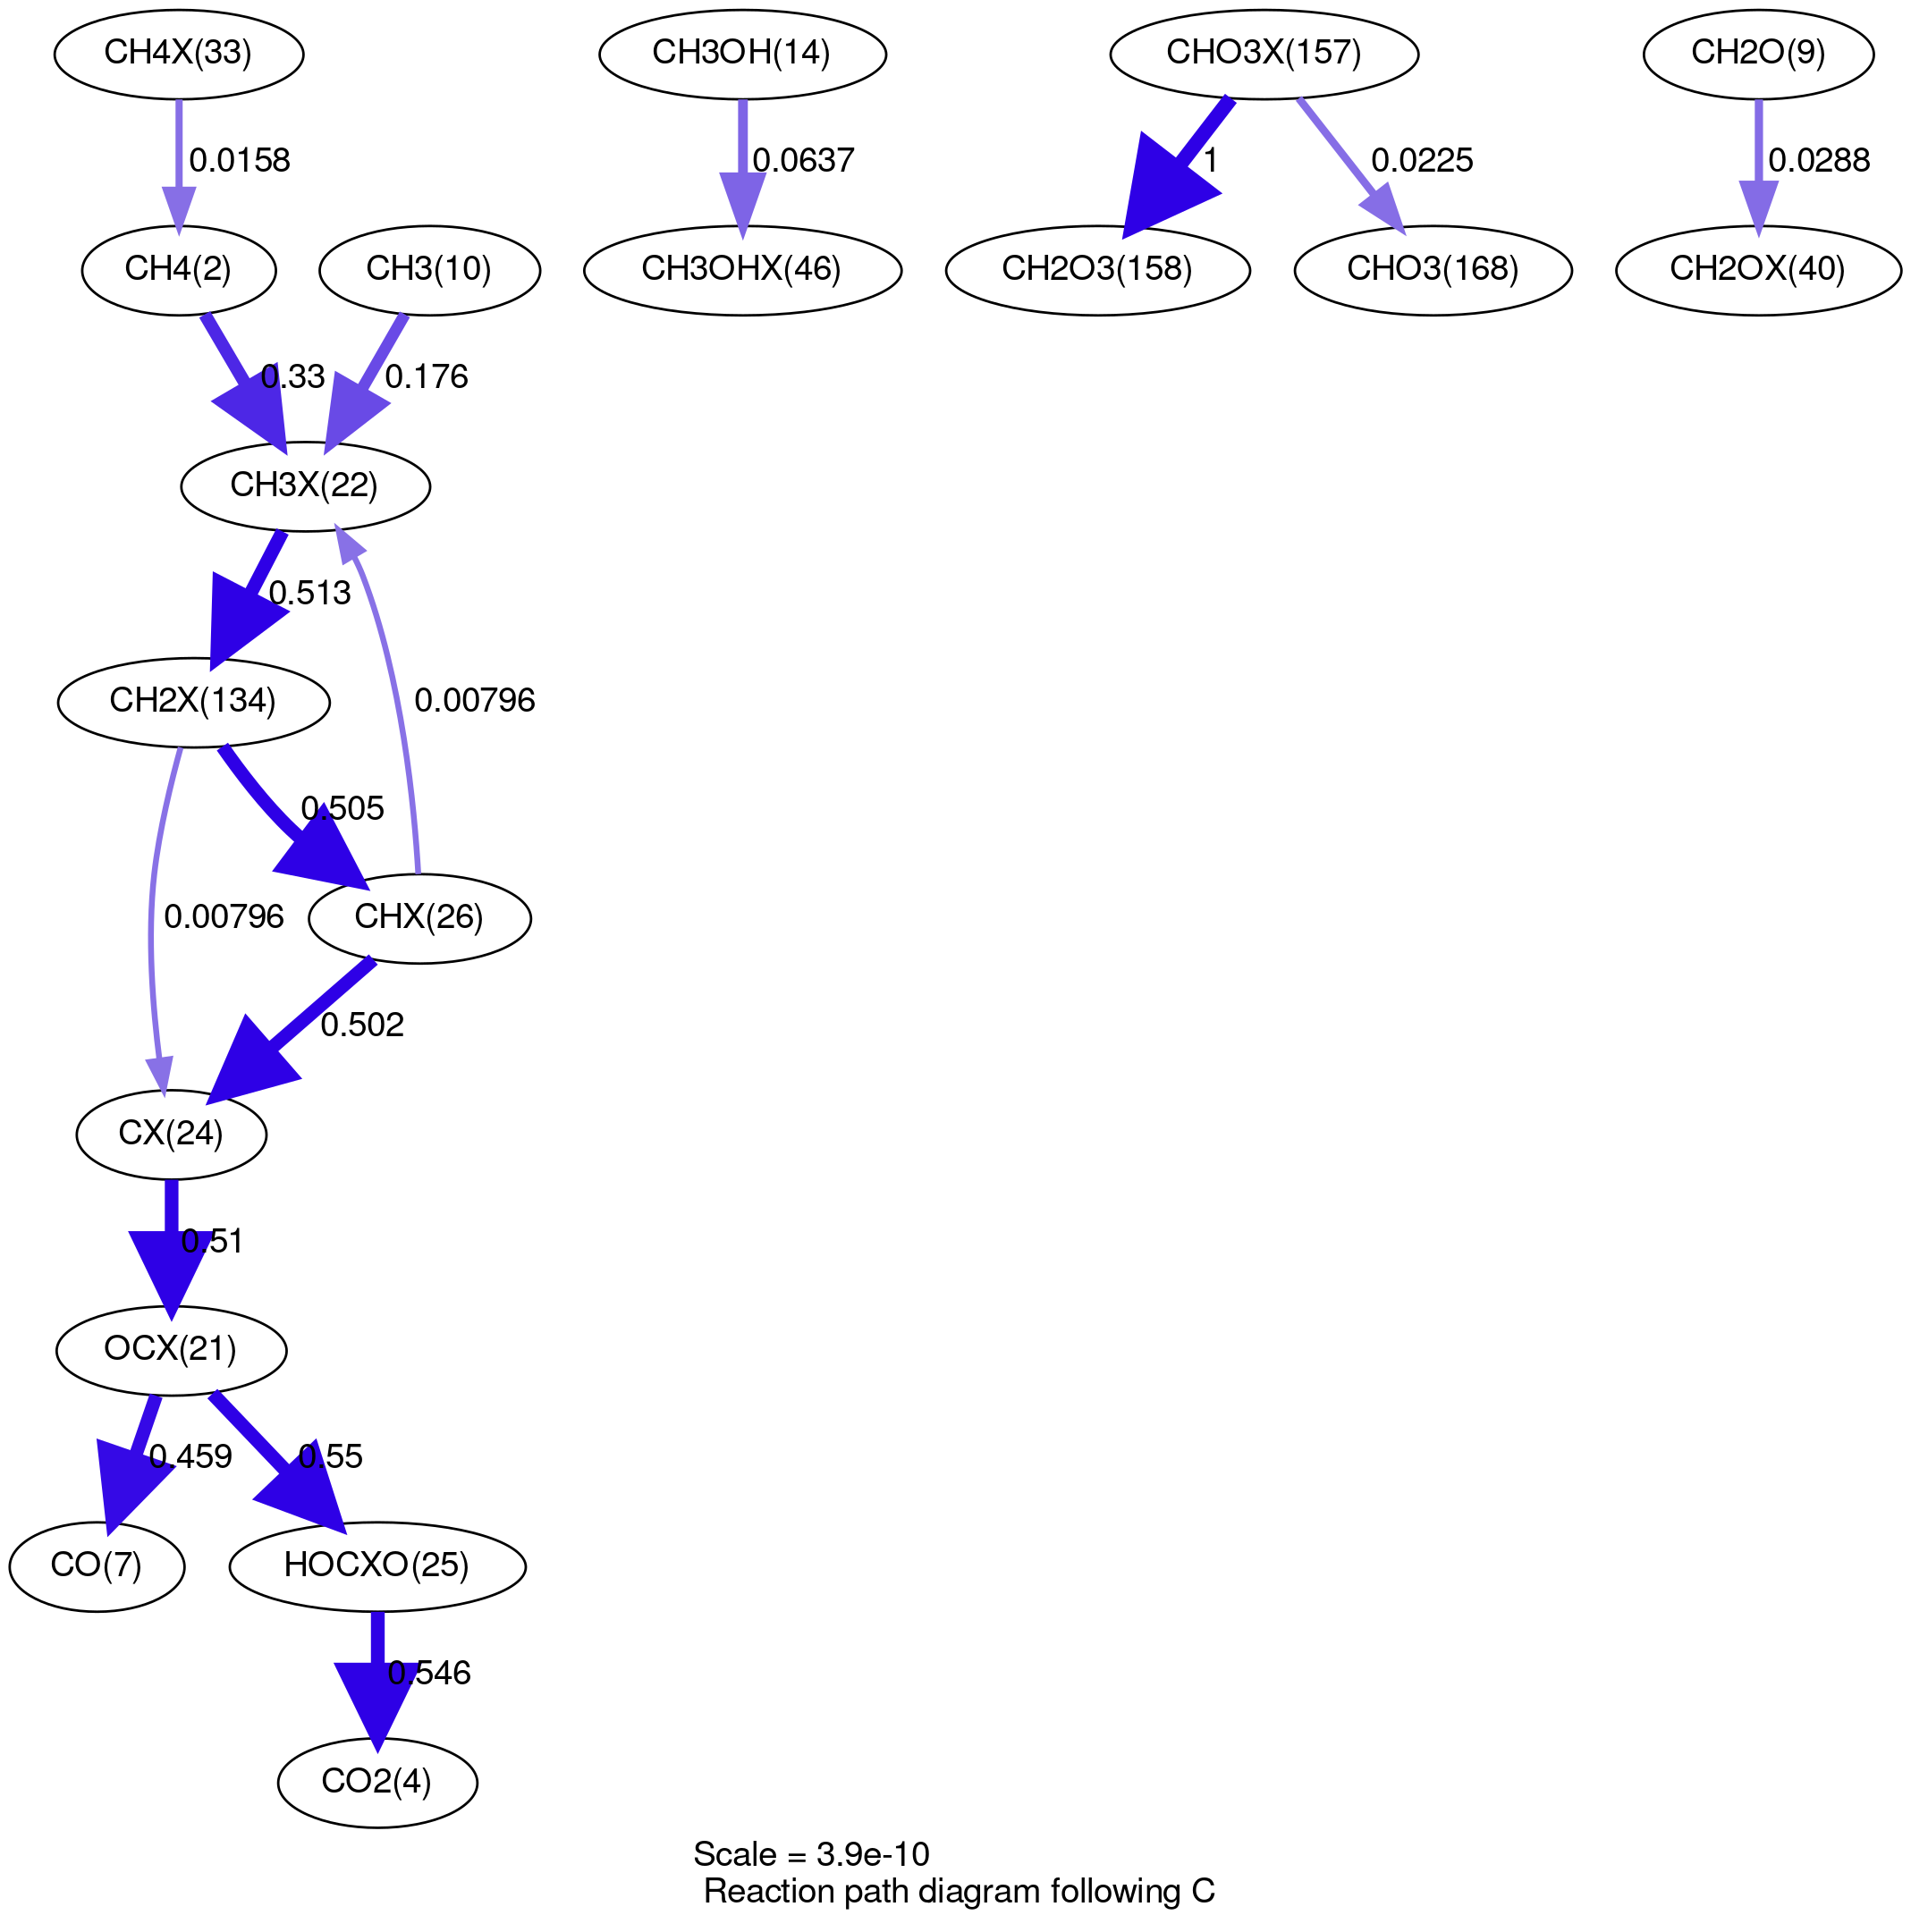 CH4X(33)
CH3OH(14)
CHO3X(157)
CH2O(9)
0.0158
0.0637
1
0.0225
0.0288
CH4(2)
CH3(10)
CH3OHX(46)
CH2O3(158)
CHO3(168)
CH2OX(40)
0.33
0.176
CH3X(22)
0.513
CH2X(134)
0.00796
0.505
0.00796
CHX(26)
0.502
CX(24)
0.51
OCX(21)
0.459
0.55
CO(7)
HOCXO(25)
0.546
CO2(4)
Scale = 3.9e-10
Reaction path diagram following C